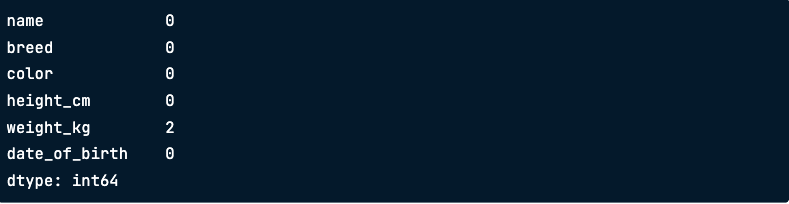 name 0
breed 0
color 0
height_cm 0
weight_kg 2
date_of_birth 0
dtype: int64